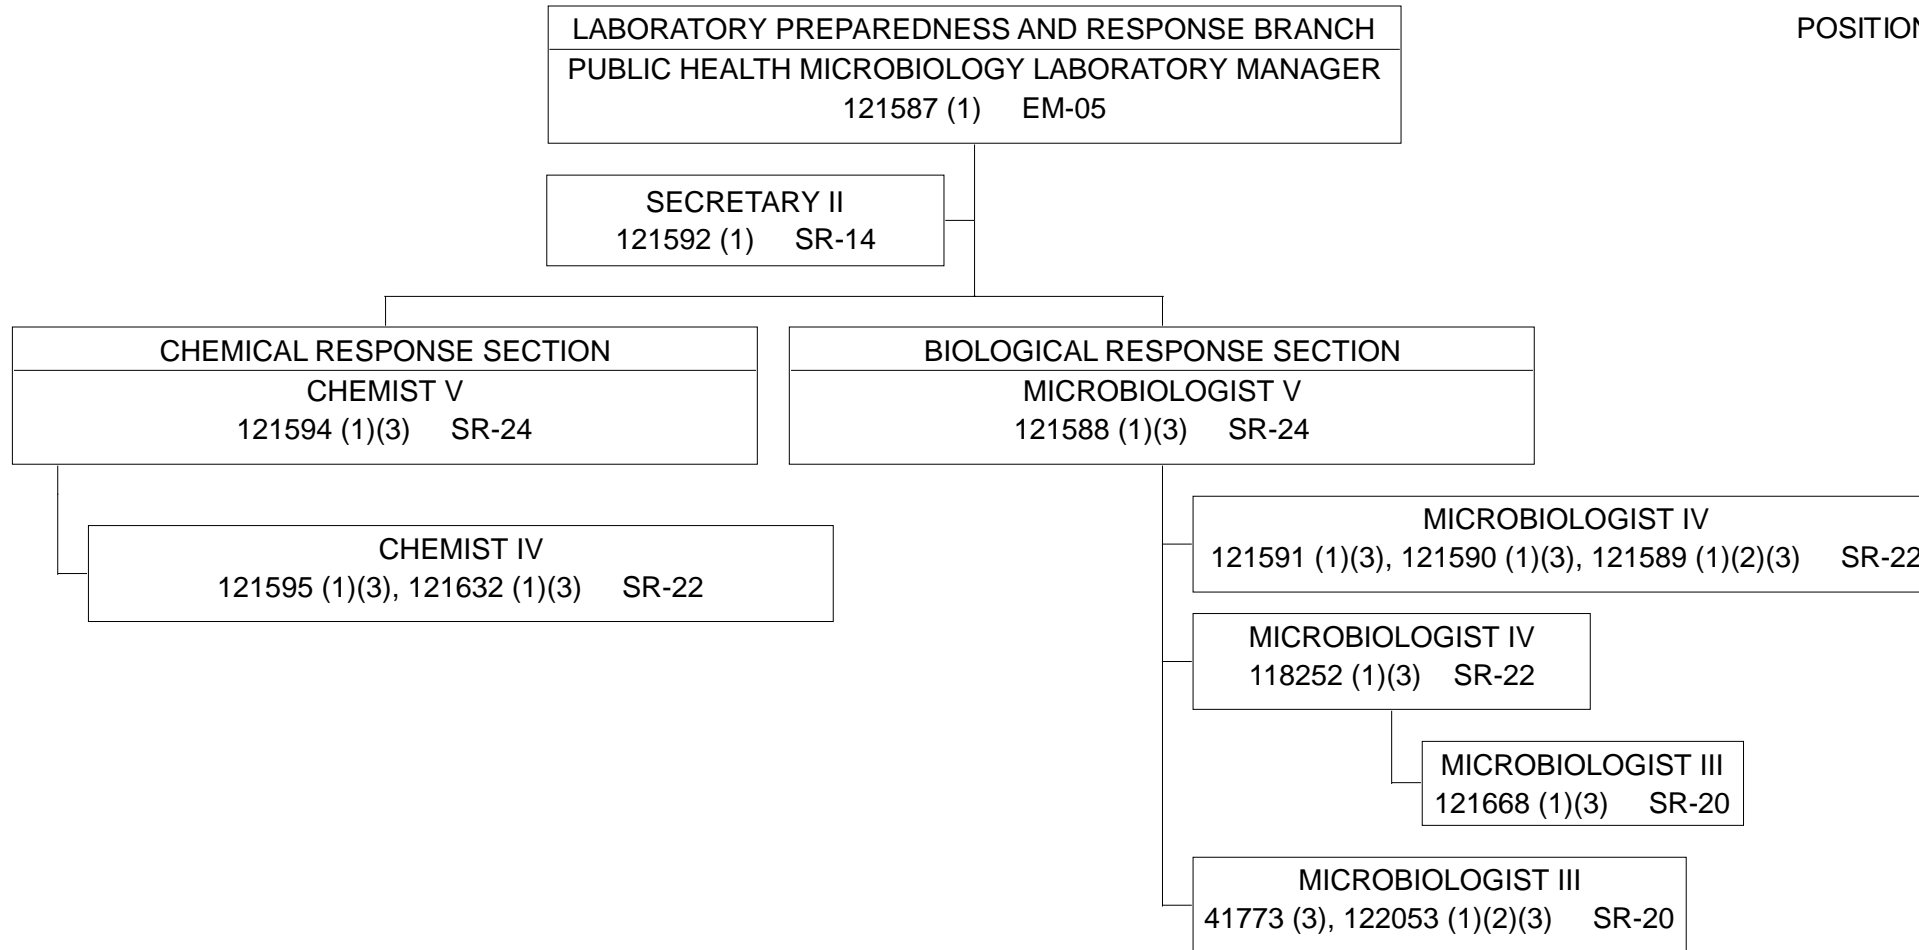 LABORATORY PREPAREDNESS AND RESPONSE BRANCH
PUBLIC HEALTH MICROBIOLOGY LABORATORY MANAGER
121587 (1) EM-05
SECRETARY II
121592 (1) SR-14
CHEMICAL RESPONSE SECTION
CHEMIST V
121594 (1)(3) SR-24
CHEMIST IV
121595 (1)(3), 121632 (1)(3) SR-22
BIOLOGICAL RESPONSE SECTION
MICROBIOLOGIST V
121588 (1)(3) SR-24
MICROBIOLOGIST IV
121591 (1)(3), 121590 (1)(3), 121589 (1)(2)(3) SR-22
MICROBIOLOGIST IV
118252 (1)(3) SR-22
MICROBIOLOGIST III
121668 (1)(3) SR-20
MICROBIOLOGIST III
41773 (3), 122053 (1)(2)(3) SR-20